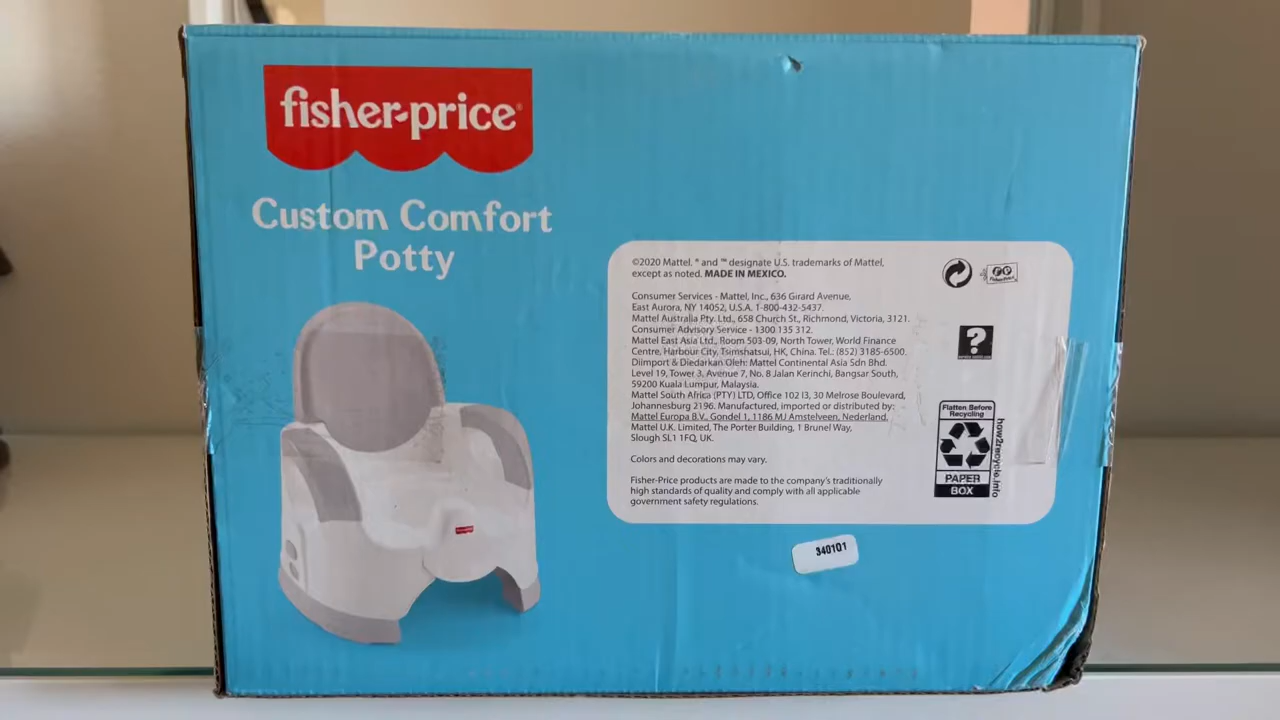 fisher-price®
Custom Comfort
Potty
©2020 Mattel. ® and ™ designate U.S. trademarks of Mattel,
except as noted. MADE IN MEXICO.
Consumer Services - Mattel, Inc., 636 Girard Avenue,
East Aurora, NY 14052, U.S.A. 1-800-432-5437.
Mattel Australia Pty. Ltd., 658 Church St., Richmond, Victoria, 3121.
Consumer Advisory Service - 1300 135 312.
Mattel East Asia Ltd., Room 503-09, North Tower, World Finance
Centre, Harbour City, Tsimshatsui, HK, China. Tel.: (852) 3185-6500.
Diimport & Diedarkan Oleh: Mattel Continental Asia Sdn Bhd.
Level 19, Tower 3, Avenue 7, No. 8 Jalan Kerinchi, Bangsar South,
59200 Kuala Lumpur, Malaysia.
Mattel South Africa (PTY) LTD, Office 102 I3, 30 Melrose Boulevard,
Johannesburg 2196. Manufactured, imported or distributed by:
Mattel Europa B.V., Gondel 1, 1186 MJ Amstelveen, Nederland.
Mattel U.K. Limited, The Porter Building, 1 Brunel Way,
Slough SL1 1FQ, UK.
Colors and decorations may vary.
Fisher-Price products are made to the company's traditionally
high standards of quality and comply with all applicable
government safety regulations.
?
Flatten Before
Recycling
PAPER
BOX
how2recycle.info
3401Q1